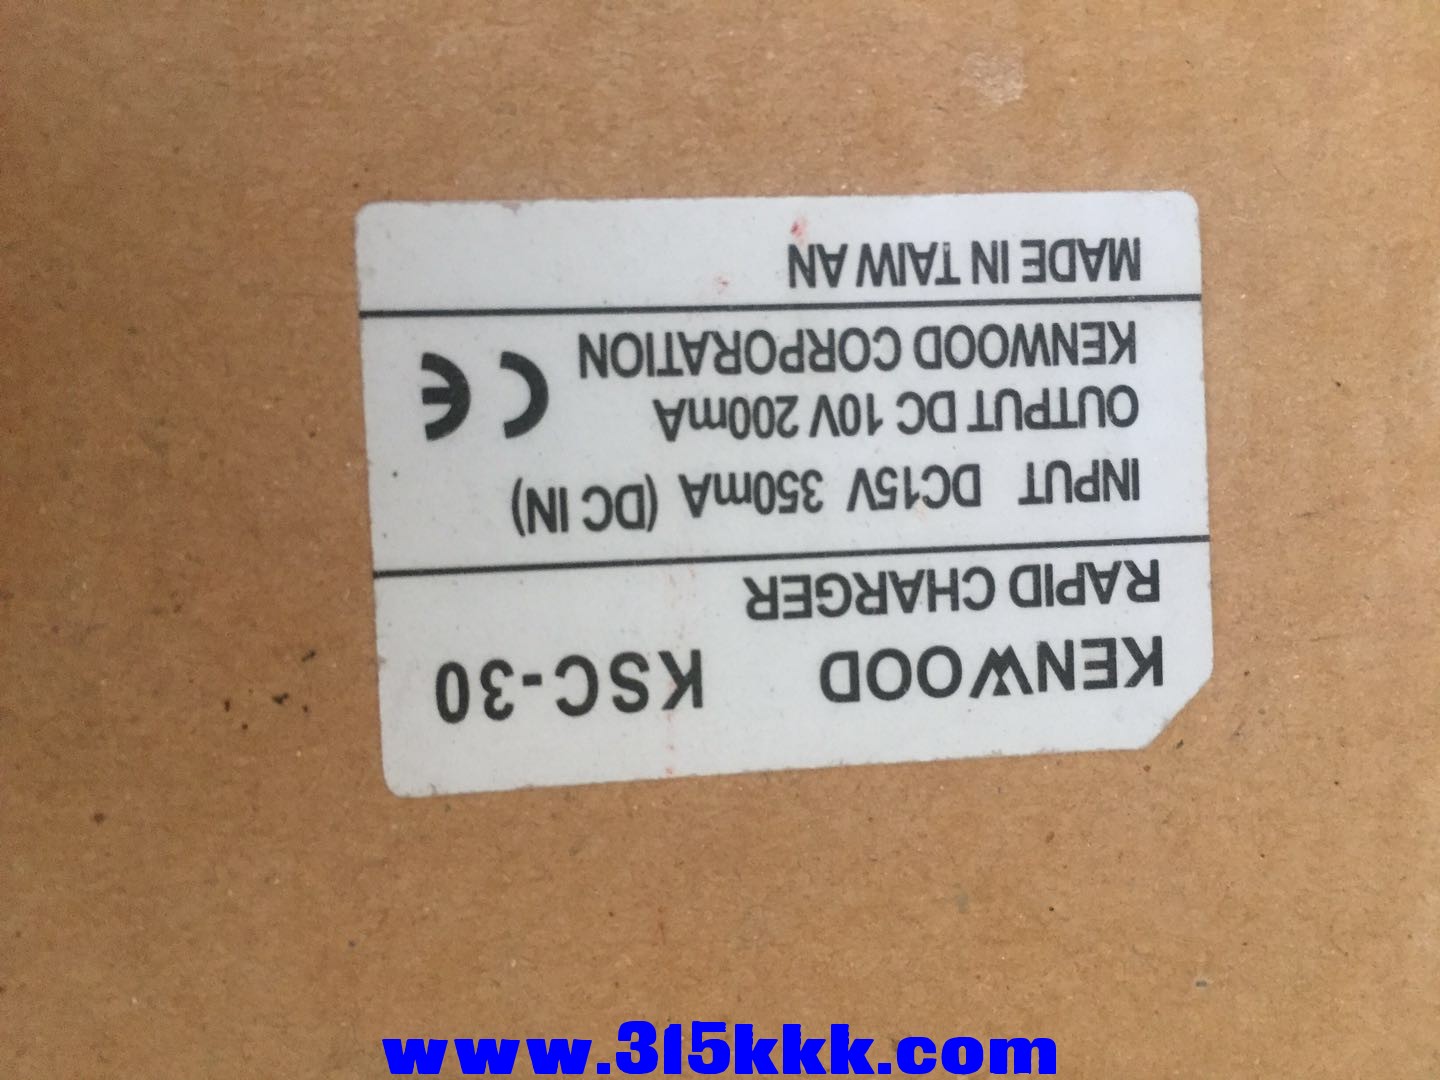 KENWOOD KSC-30
RAPID CHARGER
INPUT DC15V 350mA (DC IN)
OUTPUT DC 10V 200mA
KENWOOD CORPORATION CE
MADE IN TAIW AN
www.315kkk.com